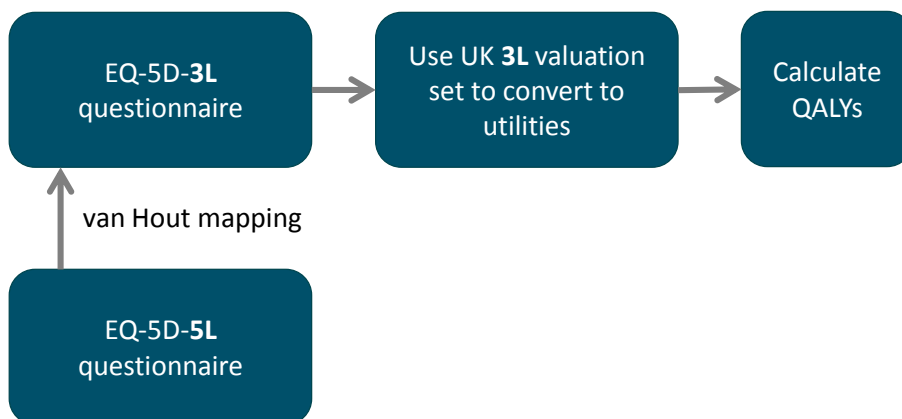 EQ-5D-3L
questionnaire
Use UK 3L valuation
set to convert to
utilities
Calculate
QALYs
van Hout mapping
EQ-5D-5L
questionnaire